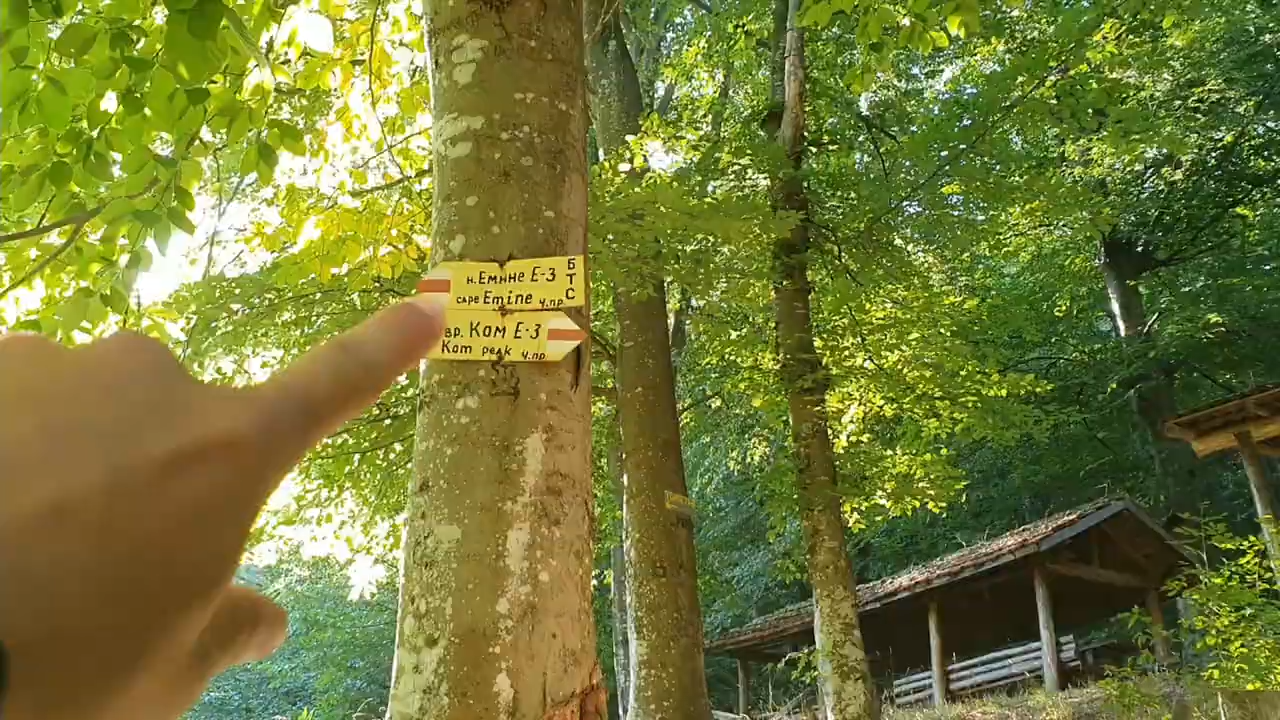 н. Емине E-3
cape Emine ч.пр.
БТС
вр. Ком E-3
Kom peak ч.пр.